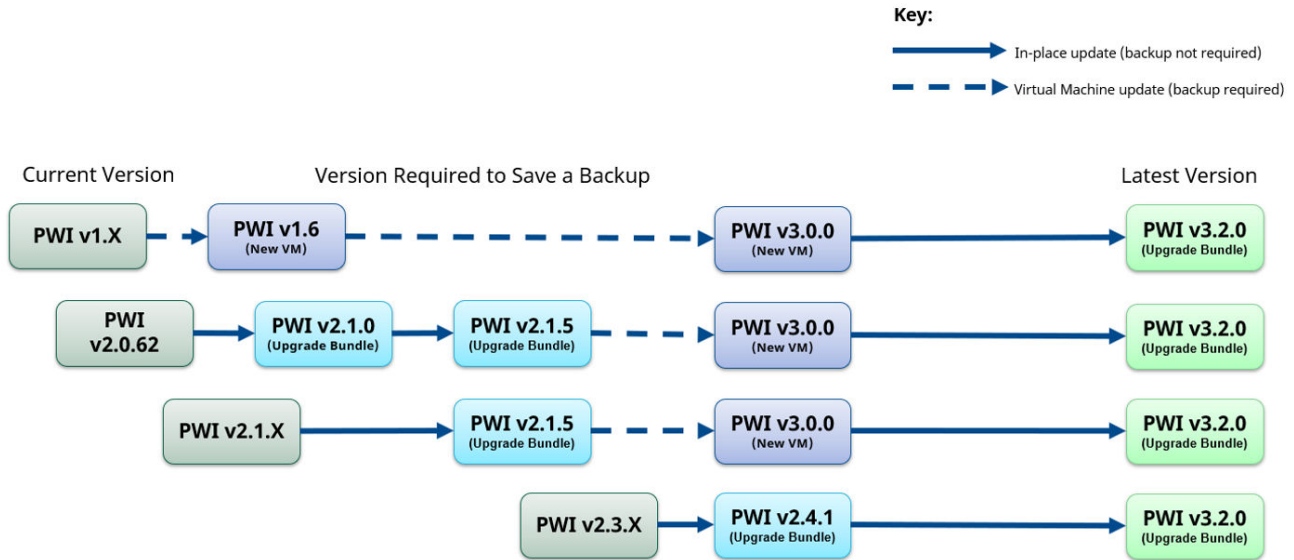 Key:
In-place update (backup not required)
Virtual Machine update (backup required)
Current Version
Version Required to Save a Backup
Latest Version
PWI v1.X
PWI v1.6
(New VM)
PWI v3.0.0
(New VM)
PWI v3.2.0
(Upgrade Bundle)
PWI
v2.0.62
PWI v2.1.0
(Upgrade Bundle)
PWI v2.1.5
(Upgrade Bundle)
PWI v3.0.0
(New VM)
PWI v3.2.0
(Upgrade Bundle)
PWI v2.1.X
PWI v2.1.5
(Upgrade Bundle)
PWI v3.0.0
(New VM)
PWI v3.2.0
(Upgrade Bundle)
PWI v2.3.X
PWI v2.4.1
(Upgrade Bundle)
PWI v3.2.0
(Upgrade Bundle)